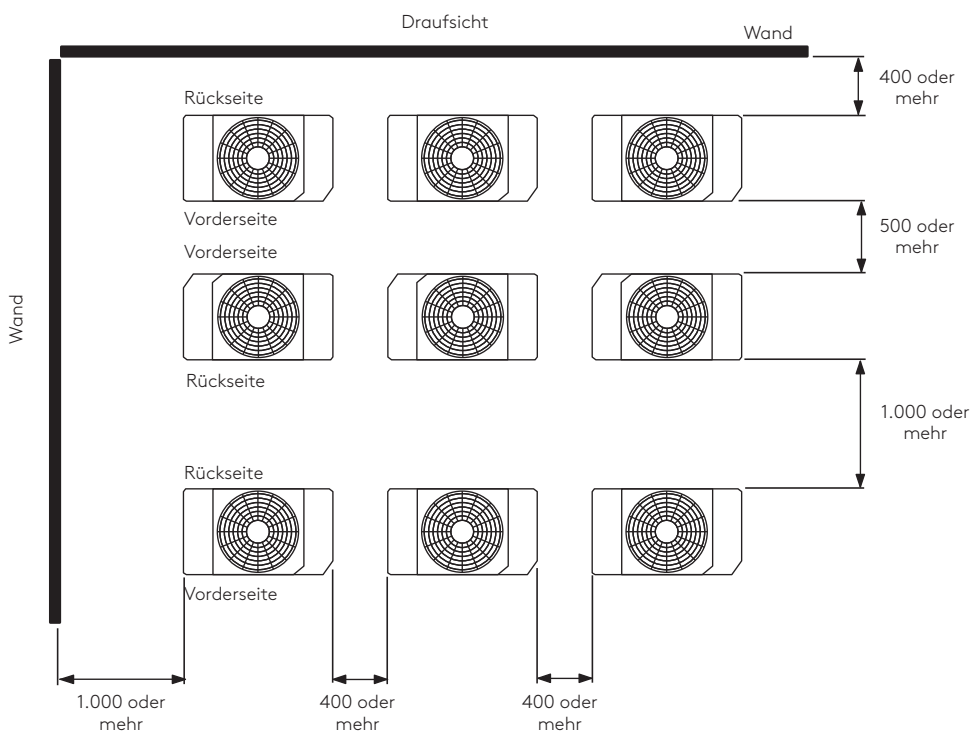 Draufsicht
Wand
400 oder
mehr
Rückseite
Vorderseite
500 oder
mehr
Vorderseite
Wand
Rückseite
1.000 oder
mehr
Rückseite
Vorderseite
1.000 oder
mehr
400 oder
mehr
400 oder
mehr